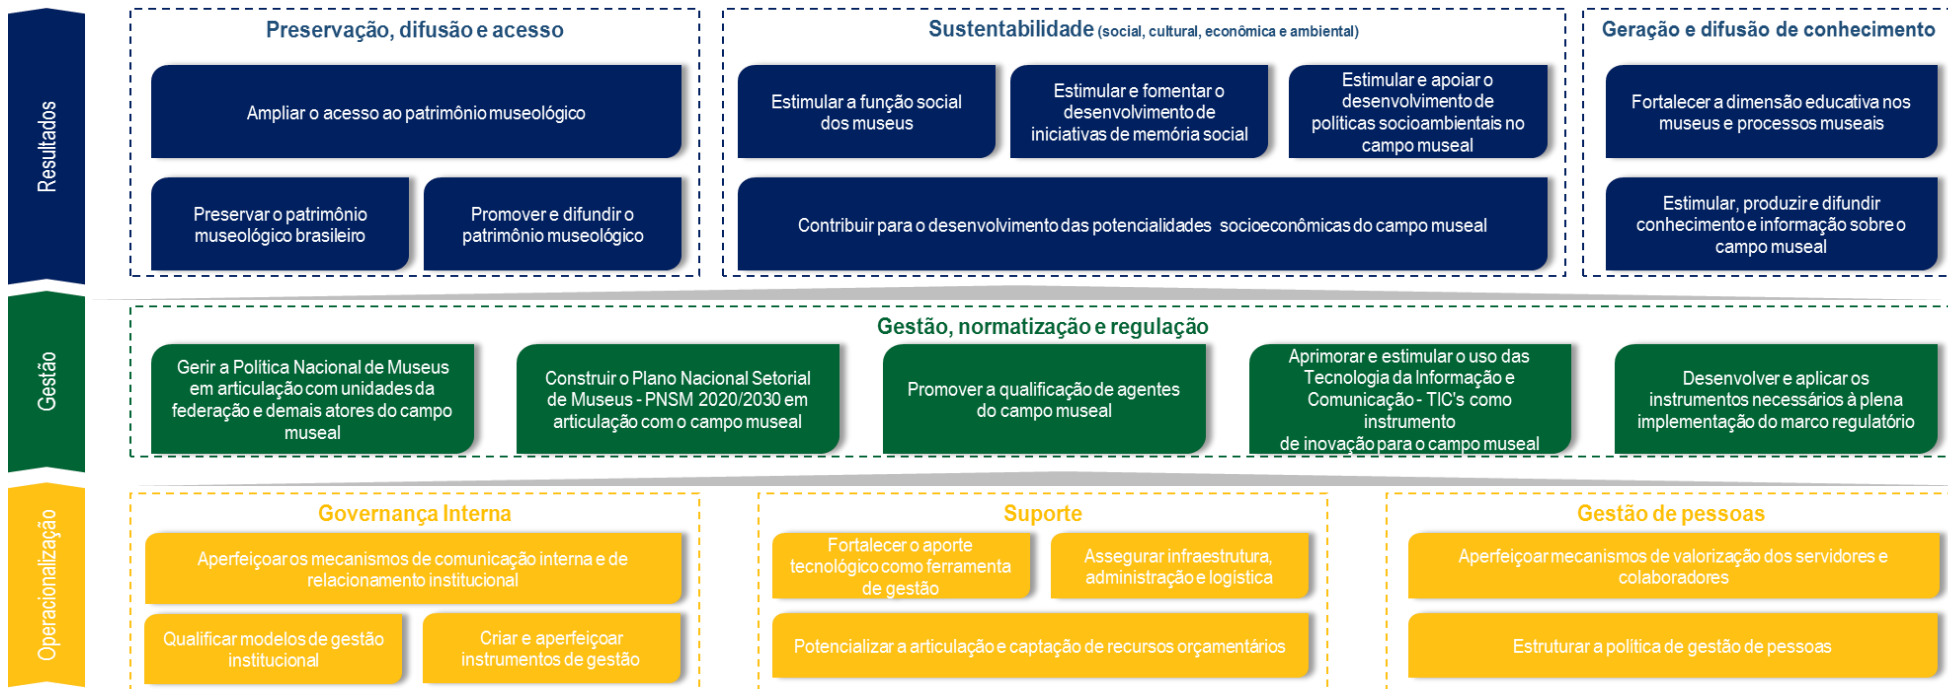 Resultados
Preservação, difusão e acesso
Ampliar o acesso ao patrimônio museológico
Preservar o patrimônio
museológico brasileiro
Promover e difundir o
patrimônio museológico
Sustentabilidade (social, cultural, econômica e ambiental)
Estimular a função social
dos museus
Estimular e fomentar o
desenvolvimento de
iniciativas de memória social
Estimular e apoiar o
desenvolvimento de
políticas socioambientais no
campo museal
Contribuir para o desenvolvimento das potencialidades socioeconômicas do campo museal
Geração e difusão de conhecimento
Fortalecer a dimensão educativa nos
museus e processos museais
Estimular, produzir e difundir
conhecimento e informação sobre o
campo museal
Gestão
Gestão, normatização e regulação
Gerir a Política Nacional de Museus
em articulação com unidades da
federação e demais atores do campo
museal
Construir o Plano Nacional Setorial
de Museus - PNSM 2020/2030 em
articulação com o campo museal
Promover a qualificação de agentes
do campo museal
Aprimorar e estimular o uso das
Tecnologia da Informação e
Comunicação - TIC's como
instrumento
de inovação para o campo museal
Desenvolver e aplicar os
instrumentos necessários à plena
implementação do marco regulatório
Operacionalização
Governança Interna
Aperfeiçoar os mecanismos de comunicação interna e de
relacionamento institucional
Qualificar modelos de gestão
institucional
Criar e aperfeiçoar
instrumentos de gestão
Suporte
Fortalecer o aporte
tecnológico como ferramenta
de gestão
Assegurar infraestrutura,
administração e logística
Potencializar a articulação e captação de recursos orçamentários
Gestão de pessoas
Aperfeiçoar mecanismos de valorização dos servidores e
colaboradores
Estruturar a política de gestão de pessoas